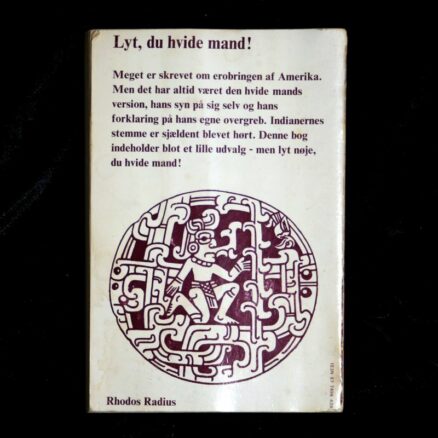 Lyt, du hvide mand!
Meget er skrevet om erobringen af Amerika.
Men det har altid været den hvide mands
version, hans syn på sig selv og hans
forklaring på hans egne overgreb. Indianernes
stemme er sjældent blevet hørt. Denne bog
indeholder blot et lille udvalg - men lyt nøje,
du hvide mand!
Rhodos Radius